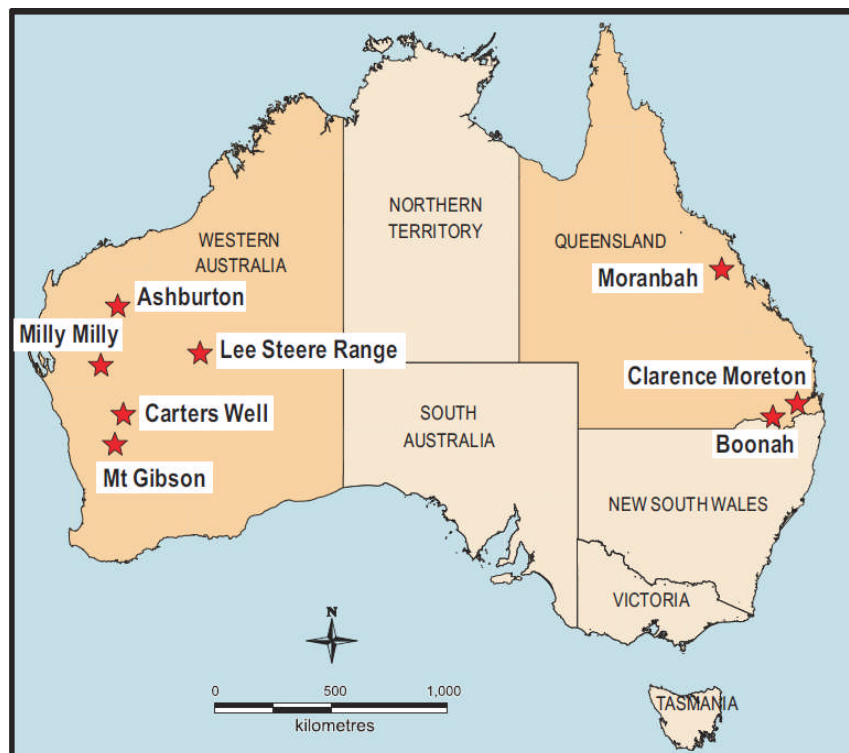 NORTHERN
TERRITORY
WESTERN
AUSTRALIA
QUEENSLAND
Moranbah
Ashburton
Milly Milly
Lee Steere Range
Clarence Moreton
Carters Well
SOUTH
AUSTRALIA
Boonah
Mt Gibson
NEW SOUTH WALES
VICTORIA
N
0 500 1,000
kilometres
TASMANIA